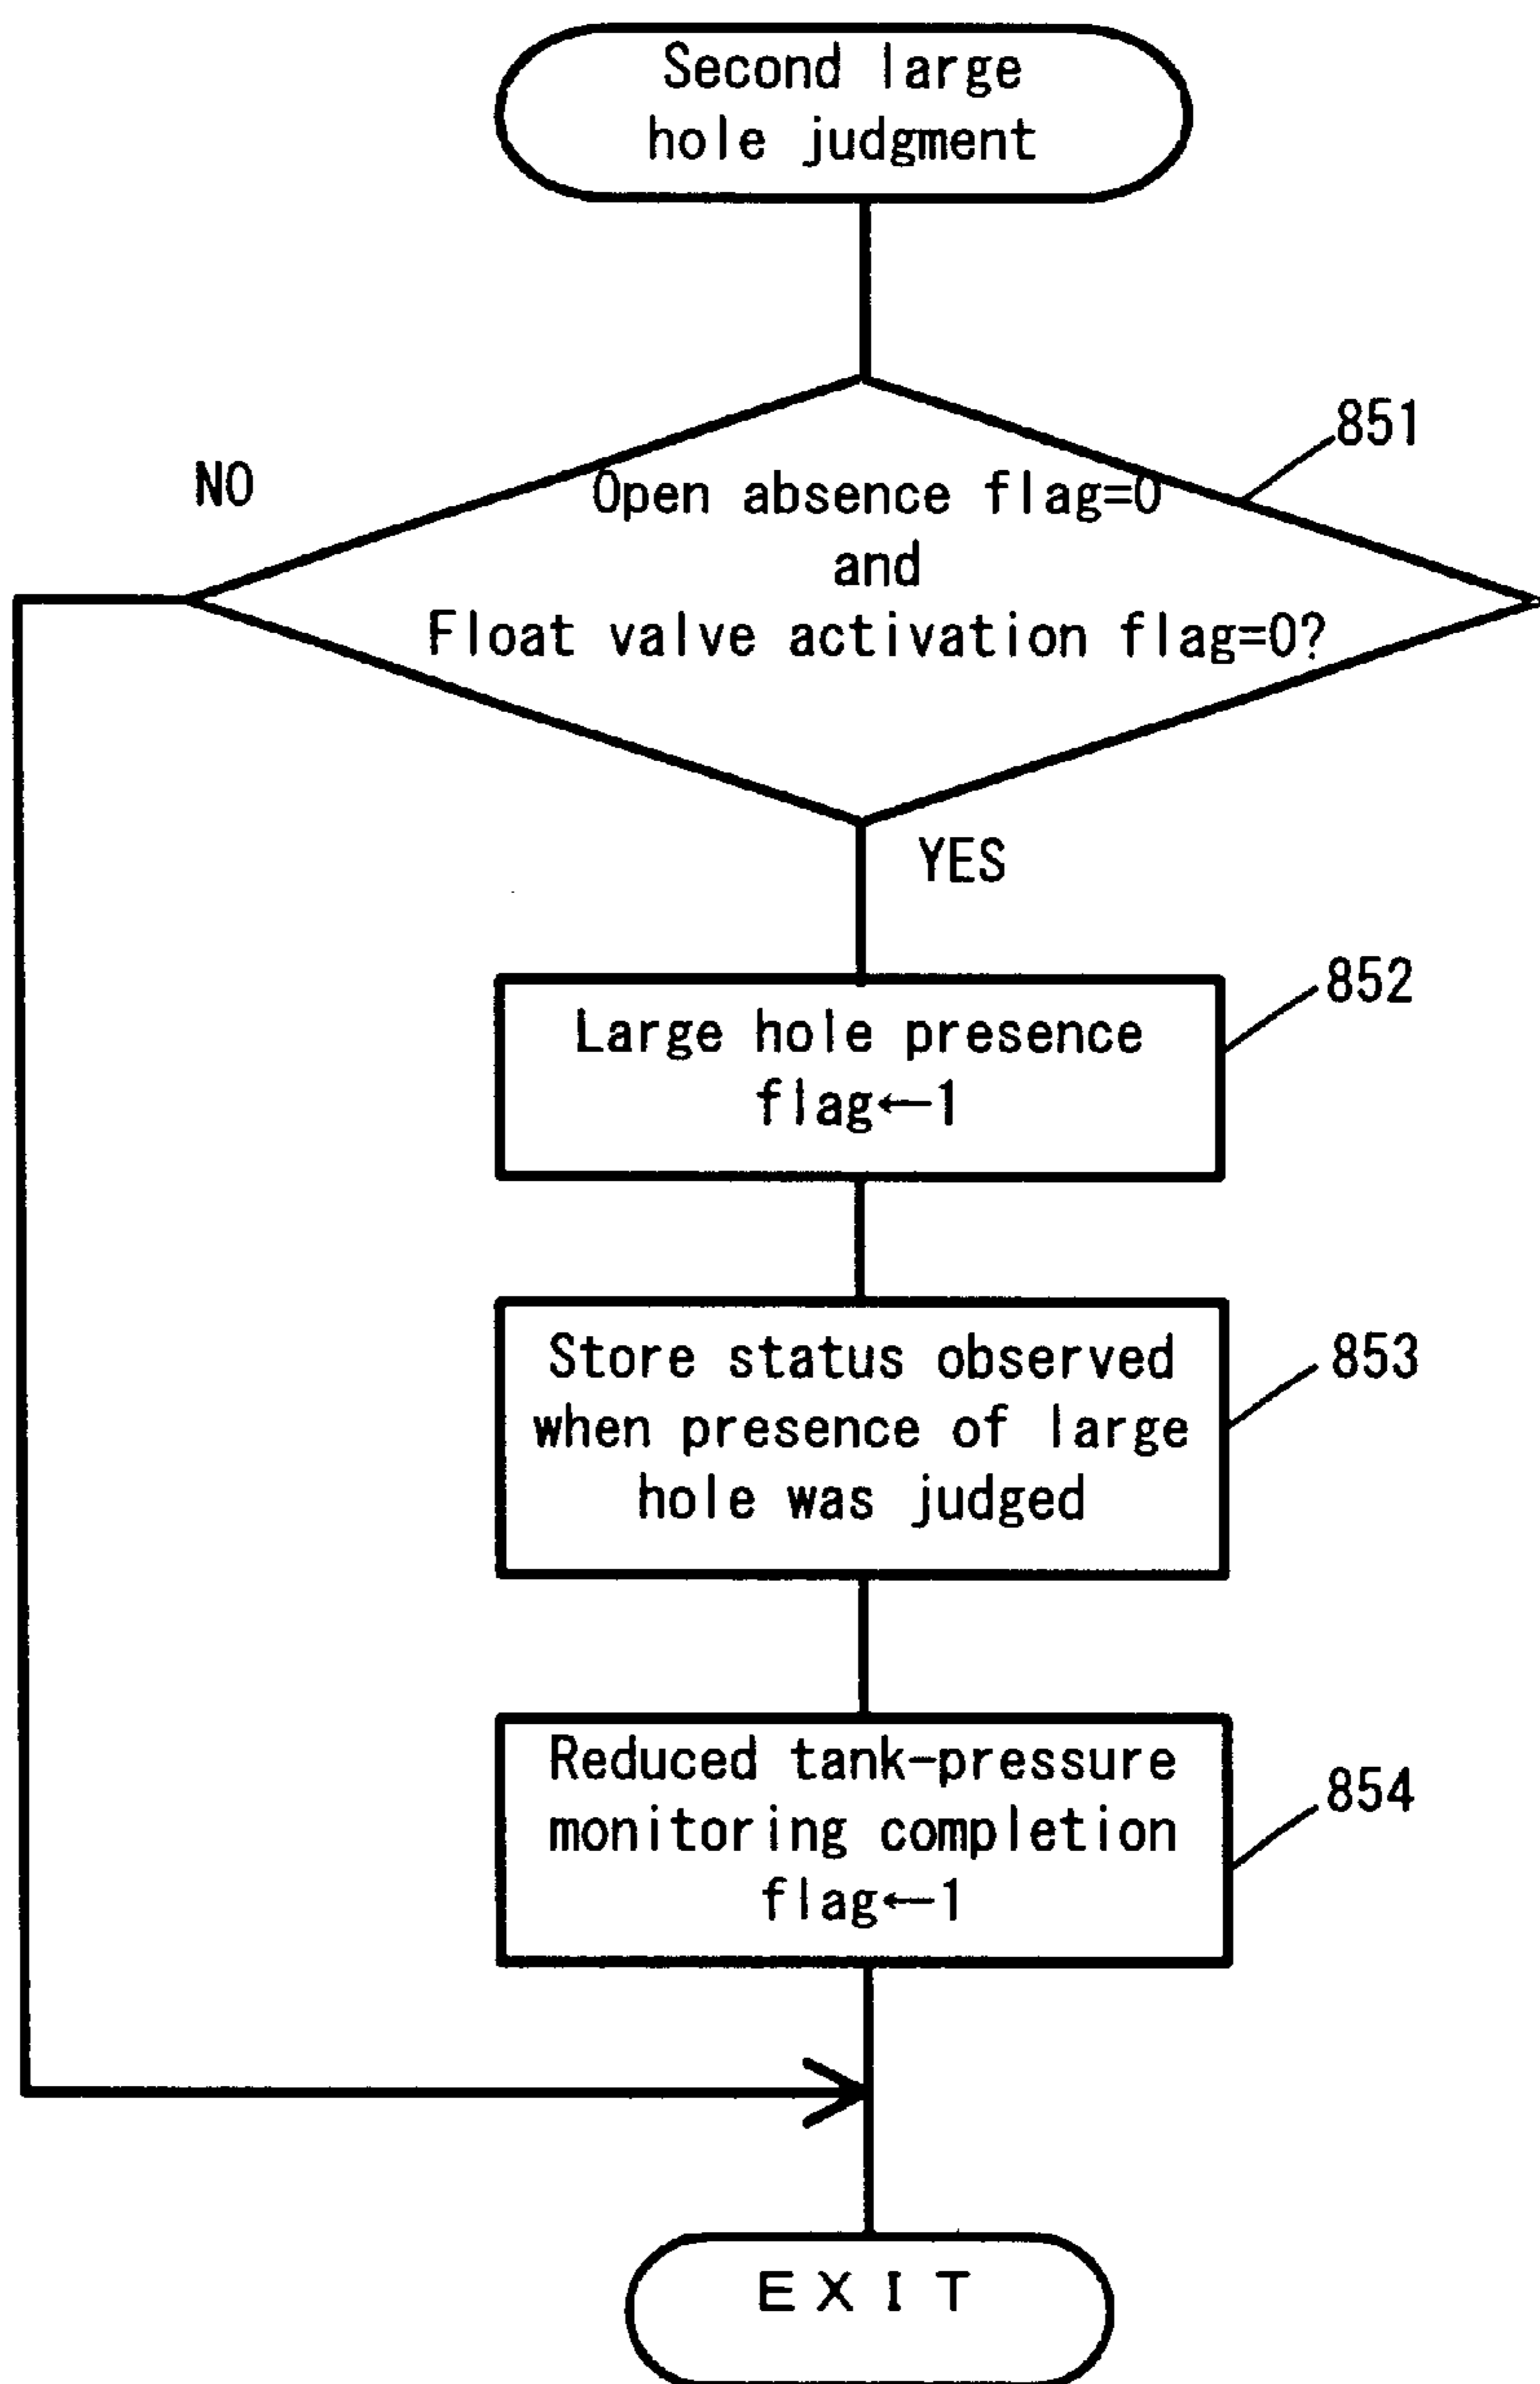 Second large
hole judgment
851
NO
Open absence flag=0
and
Float valve activation flag=0?
YES
852
Large hole presence
flag←1
853
Store status observed
when presence of large
hole was judged
854
Reduced tank-pressure
monitoring completion
flag←1
EXIT